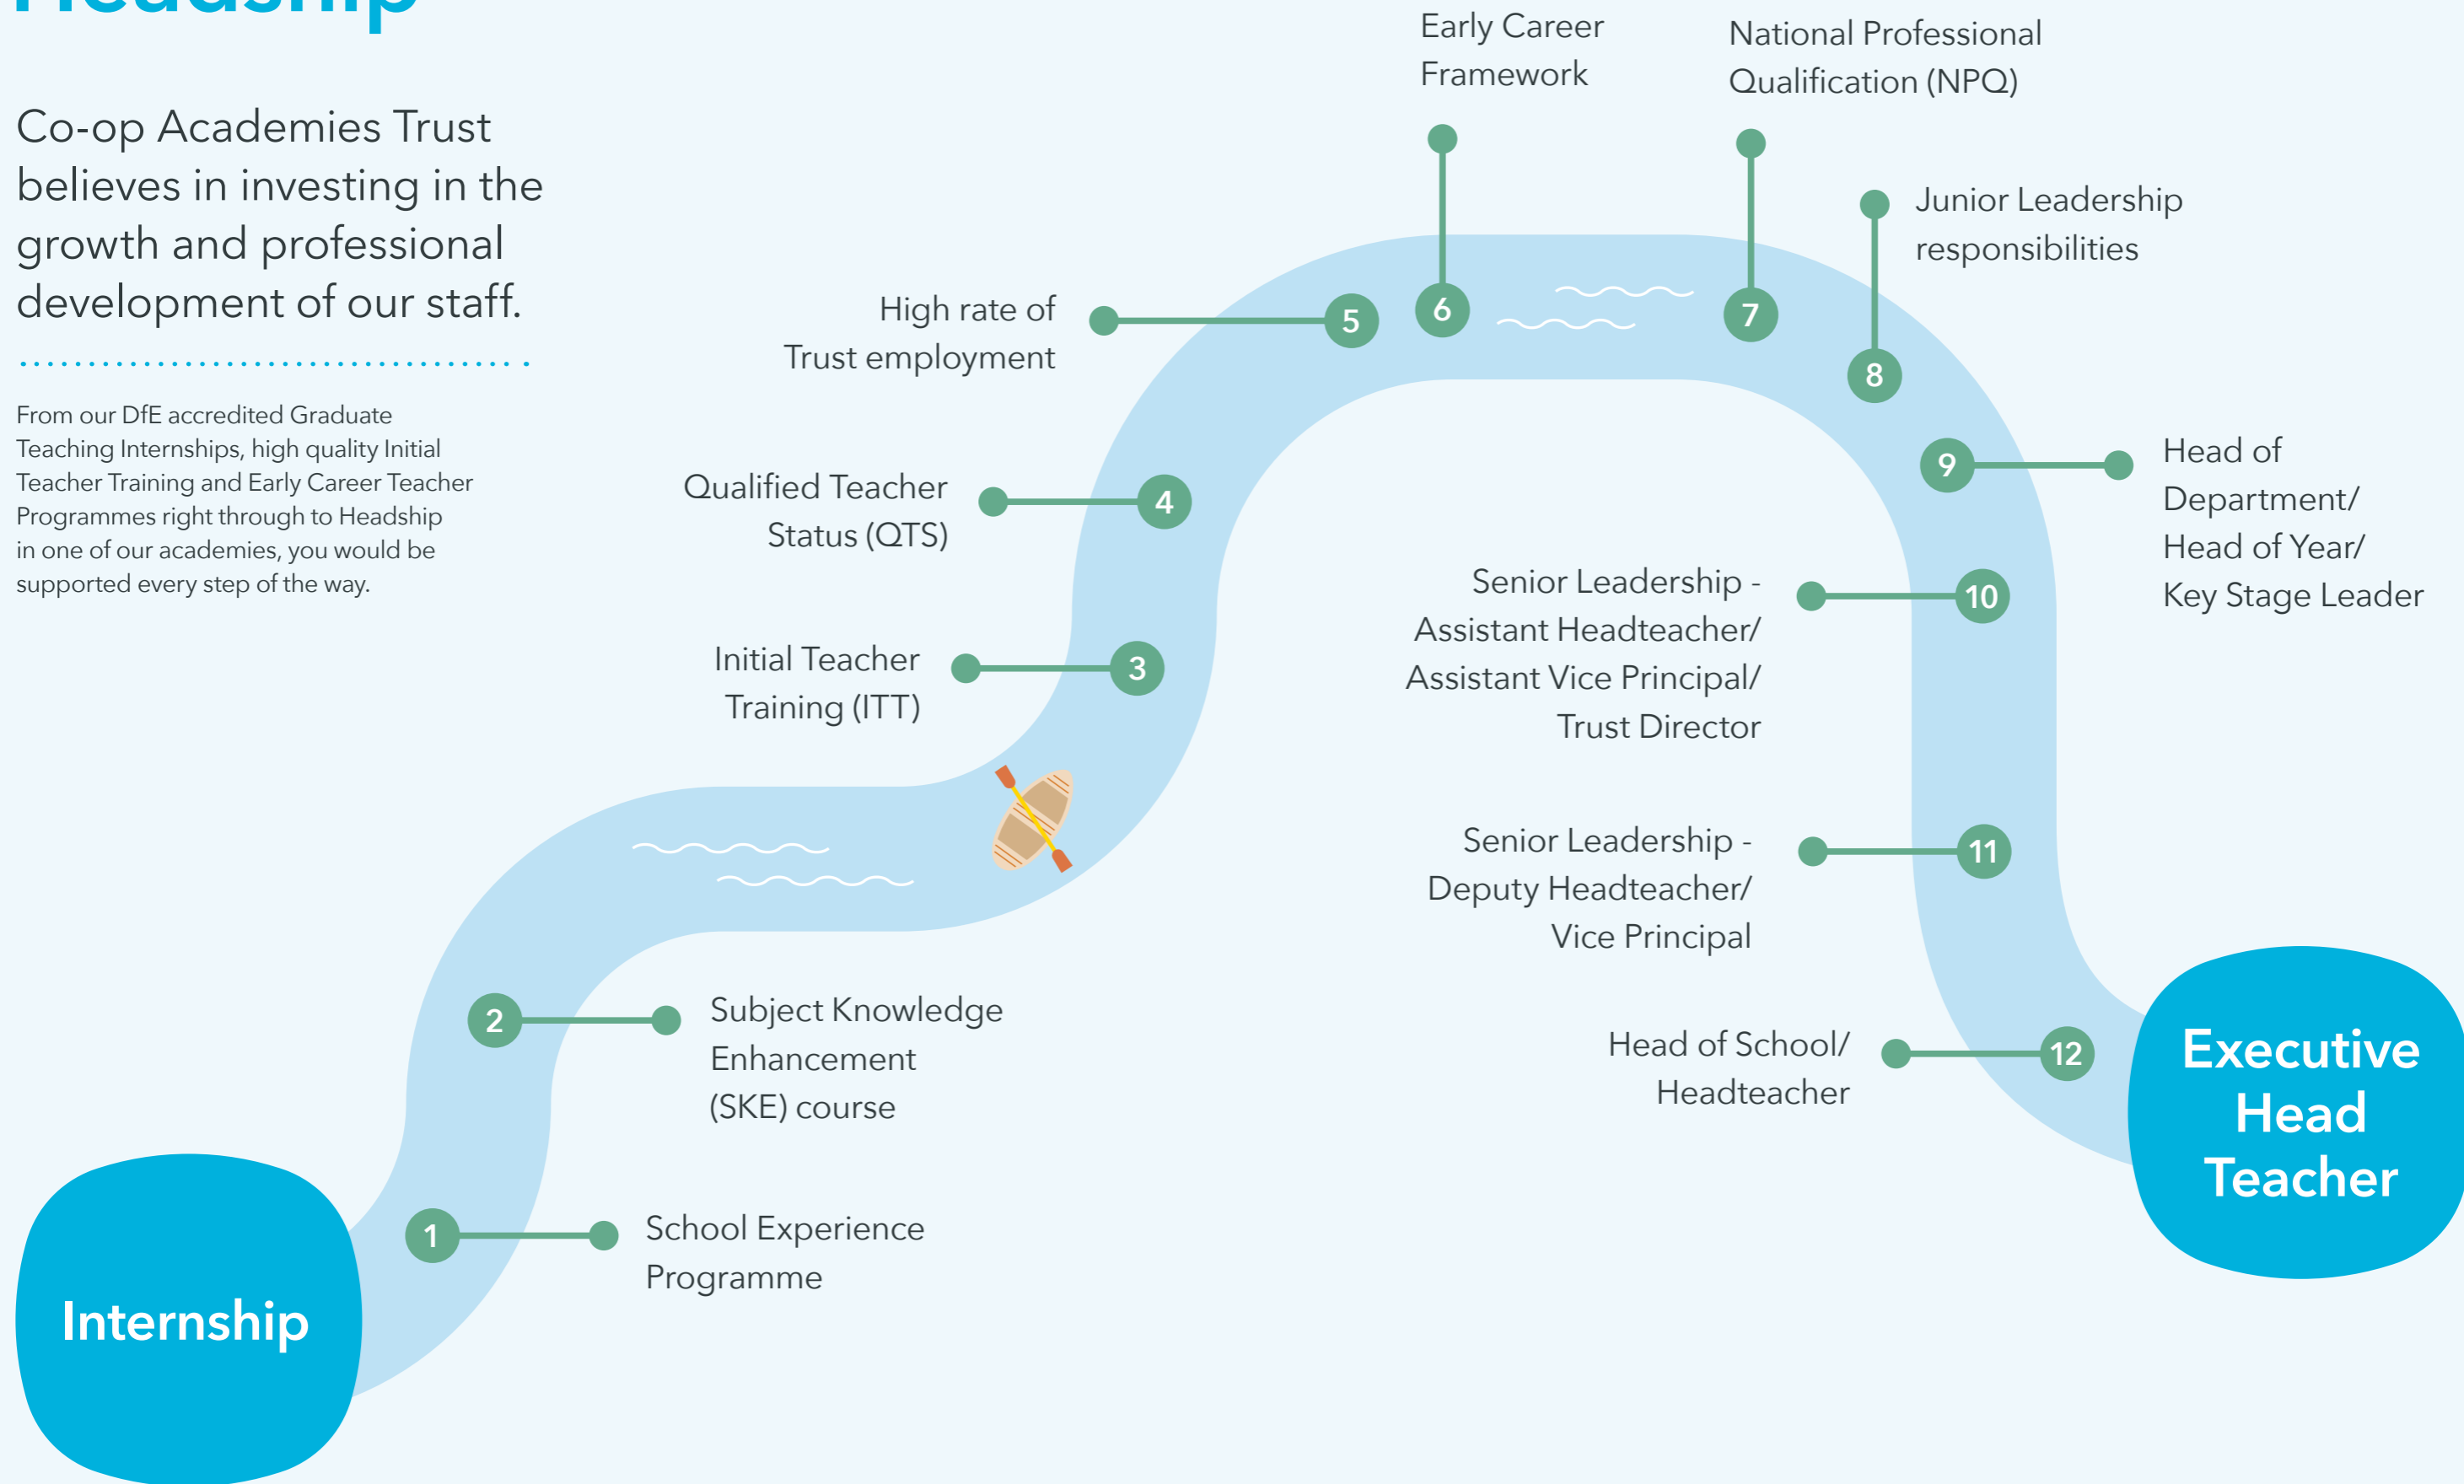 Headship
Co-op Academies Trust
believes in investing in the
growth and professional
development of our staff.
From our DfE accredited Graduate
Teaching Internships, high quality Initial
Teacher Training and Early Career Teacher
Programmes right through to Headship
in one of our academies, you would be
supported every step of the way.
Internship
1
School Experience
Programme
2
Subject Knowledge
Enhancement
(SKE) course
3
Initial Teacher
Training (ITT)
4
Qualified Teacher
Status (QTS)
5
High rate of
Trust employment
6
Early Career
Framework
7
National Professional
Qualification (NPQ)
8
Junior Leadership
responsibilities
9
Head of
Department/
Head of Year/
Key Stage Leader
10
Senior Leadership -
Assistant Headteacher/
Assistant Vice Principal/
Trust Director
11
Senior Leadership -
Deputy Headteacher/
Vice Principal
12
Head of School/
Headteacher
Executive
Head
Teacher